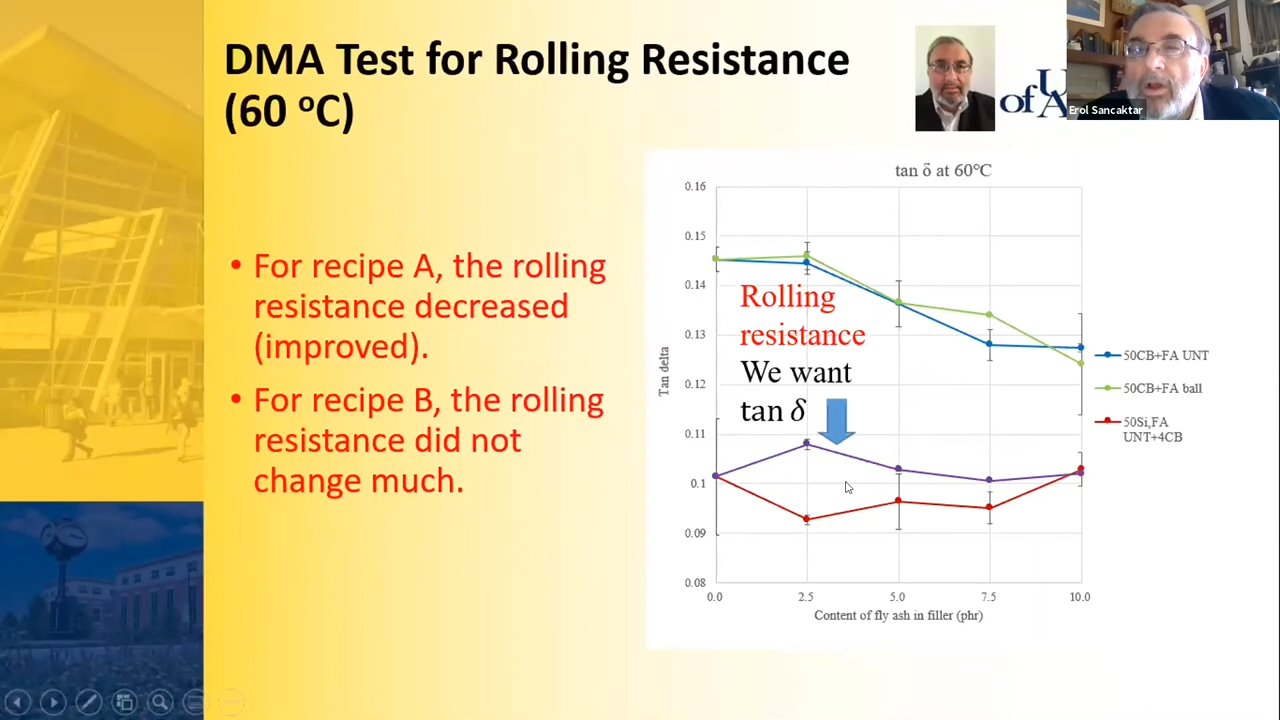 DMA Test for Rolling Resistance
(60 ºC)
of
U
A
Erol Sancaktar
• For recipe A, the rolling
resistance decreased
(improved).
• For recipe B, the rolling
resistance did not
change much.
tan δ at 60°C
0.16
0.15
0.14
0.13
0.12
0.11
0.1
0.09
0.08
Tan delta
Rolling
resistance
We want
tan δ
0.0 2.5 5.0 7.5 10.0
Content of fly ash in filler (phr)
50CB+FA UNT
50CB+FA ball
50Si,FA
UNT+4CB